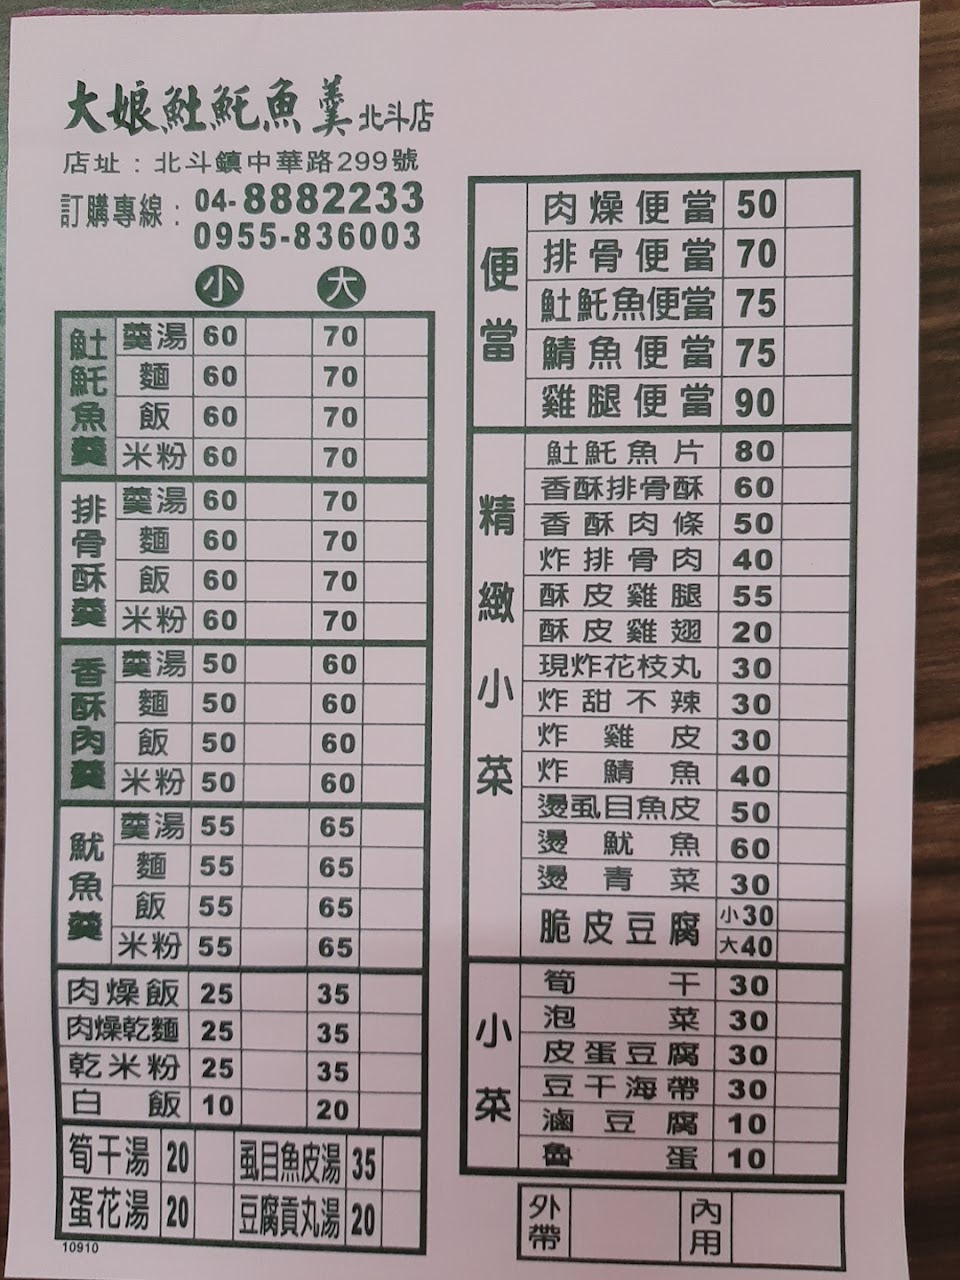 大娘𩵚魠魚羹 北斗店
店址：北斗鎮中華路299號
訂購專線：04-8882233
0955-836003
小 大
𩵚魠魚羹
羹湯 60 70
麵 60 70
飯 60 70
米粉 60 70
排骨酥羹
羹湯 60 70
麵 60 70
飯 60 70
米粉 60 70
香酥肉羹
羹湯 50 60
麵 50 60
飯 50 60
米粉 50 60
魷魚羹
羹湯 55 65
麵 55 65
飯 55 65
米粉 55 65
肉燥飯 25 35
肉燥乾麵 25 35
乾米粉 25 35
白飯 10 20
筍干湯 20 虱目魚皮湯 35
蛋花湯 20 豆腐貢丸湯 20
10910
便當
肉燥便當 50
排骨便當 70
𩵚魠魚便當 75
鯖魚便當 75
雞腿便當 90
精緻小菜
𩵚魠魚片 80
香酥排骨酥 60
香酥肉條 50
炸排骨肉 40
酥皮雞腿 55
酥皮雞翅 20
現炸花枝丸 30
炸甜不辣 30
炸雞皮 30
炸鯖魚 40
燙虱目魚皮 50
燙魷魚 60
燙青菜 30
脆皮豆腐 小30
大40
小菜
筍干 30
泡菜 30
皮蛋豆腐 30
豆干海帶 30
滷豆腐 10
魯蛋 10
外帶 內用